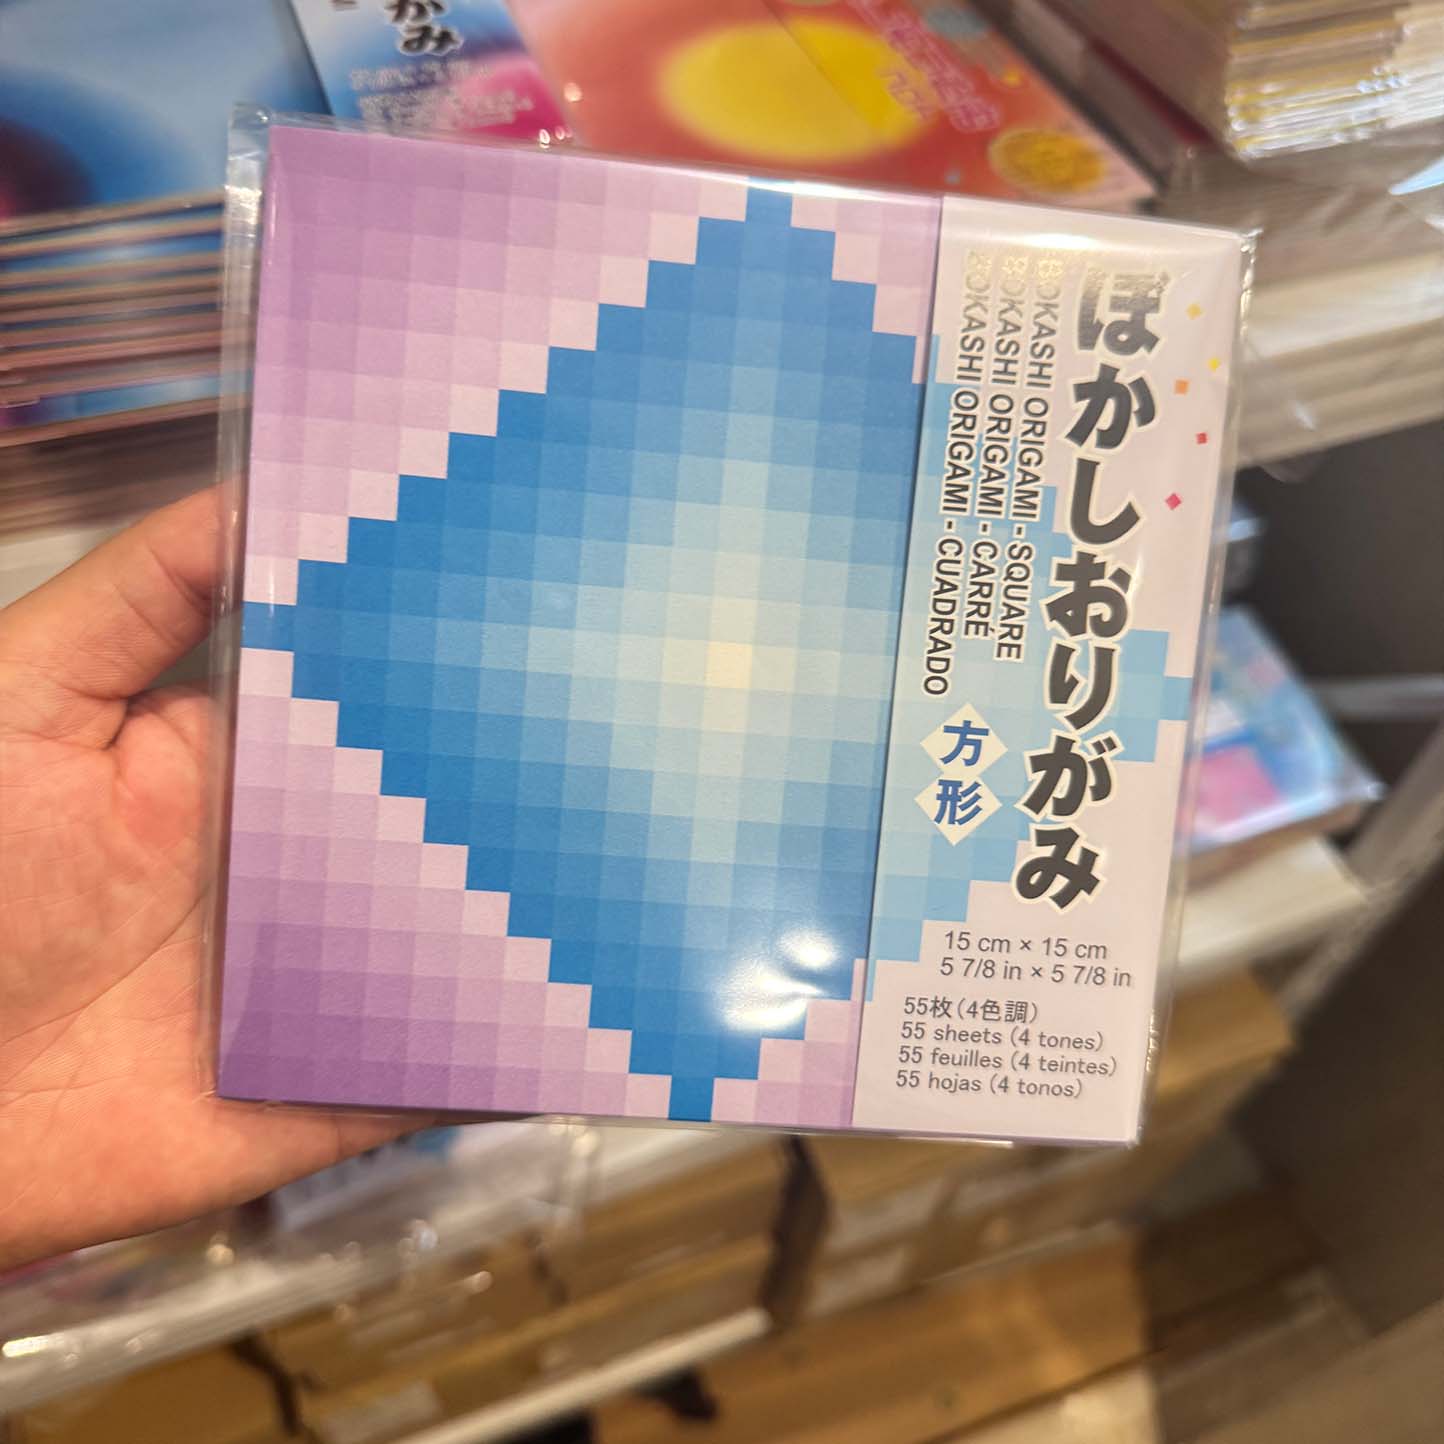 ぼかしおりがみ
BOKASHI ORIGAMI - SQUARE
BOKASHI ORIGAMI - CARRÉ
BOKASHI ORIGAMI - CUADRADO
方形
15 cm × 15 cm
5 7/8 in × 5 7/8 in
55枚(4色調)
55 sheets (4 tones)
55 feuilles (4 teintes)
55 hojas (4 tonos)
がみ